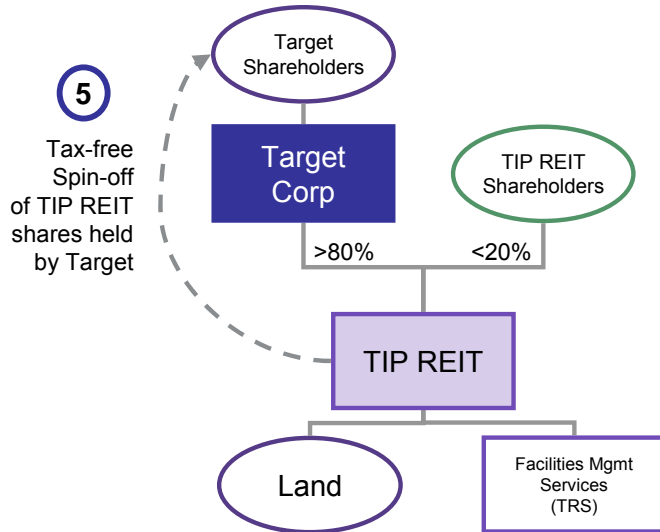 Target
Shareholders
5
Tax-free
Spin-off
of TIP REIT
shares held
by Target
Target
Corp
TIP REIT
Shareholders
>80%
<20%
TIP REIT
Land
Facilities Mgmt
Services
(TRS)